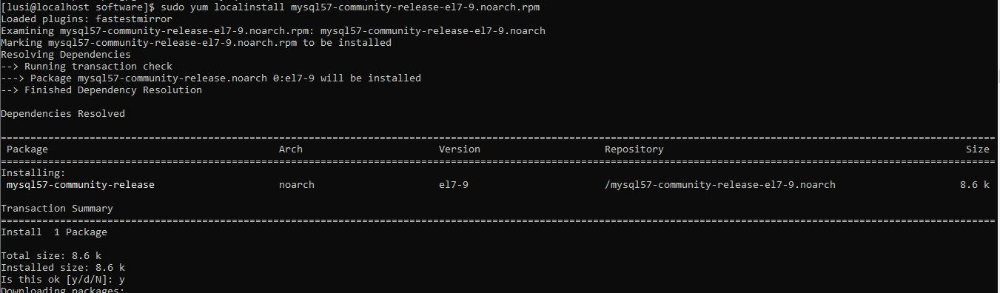 [lusi@localhost software]$ sudo yum localinstall mysql57-community-release-el7-9.noarch.rpm
Loaded plugins: fastestmirror
Examining mysql57-community-release-el7-9.noarch.rpm: mysql57-community-release-el7-9.noarch
Marking mysql57-community-release-el7-9.noarch.rpm to be installed
Resolving Dependencies
--> Running transaction check
---> Package mysql57-community-release.noarch 0:el7-9 will be installed
--> Finished Dependency Resolution
Dependencies Resolved
Package Arch Version Repository Size
Installing:
mysql57-community-release noarch el7-9 /mysql57-community-release-el7-9.noarch 8.6 k
Transaction Summary
Install  1 Package
Total size: 8.6 k
Installed size: 8.6 k
Is this ok [y/d/N]: y
Downloading packages: